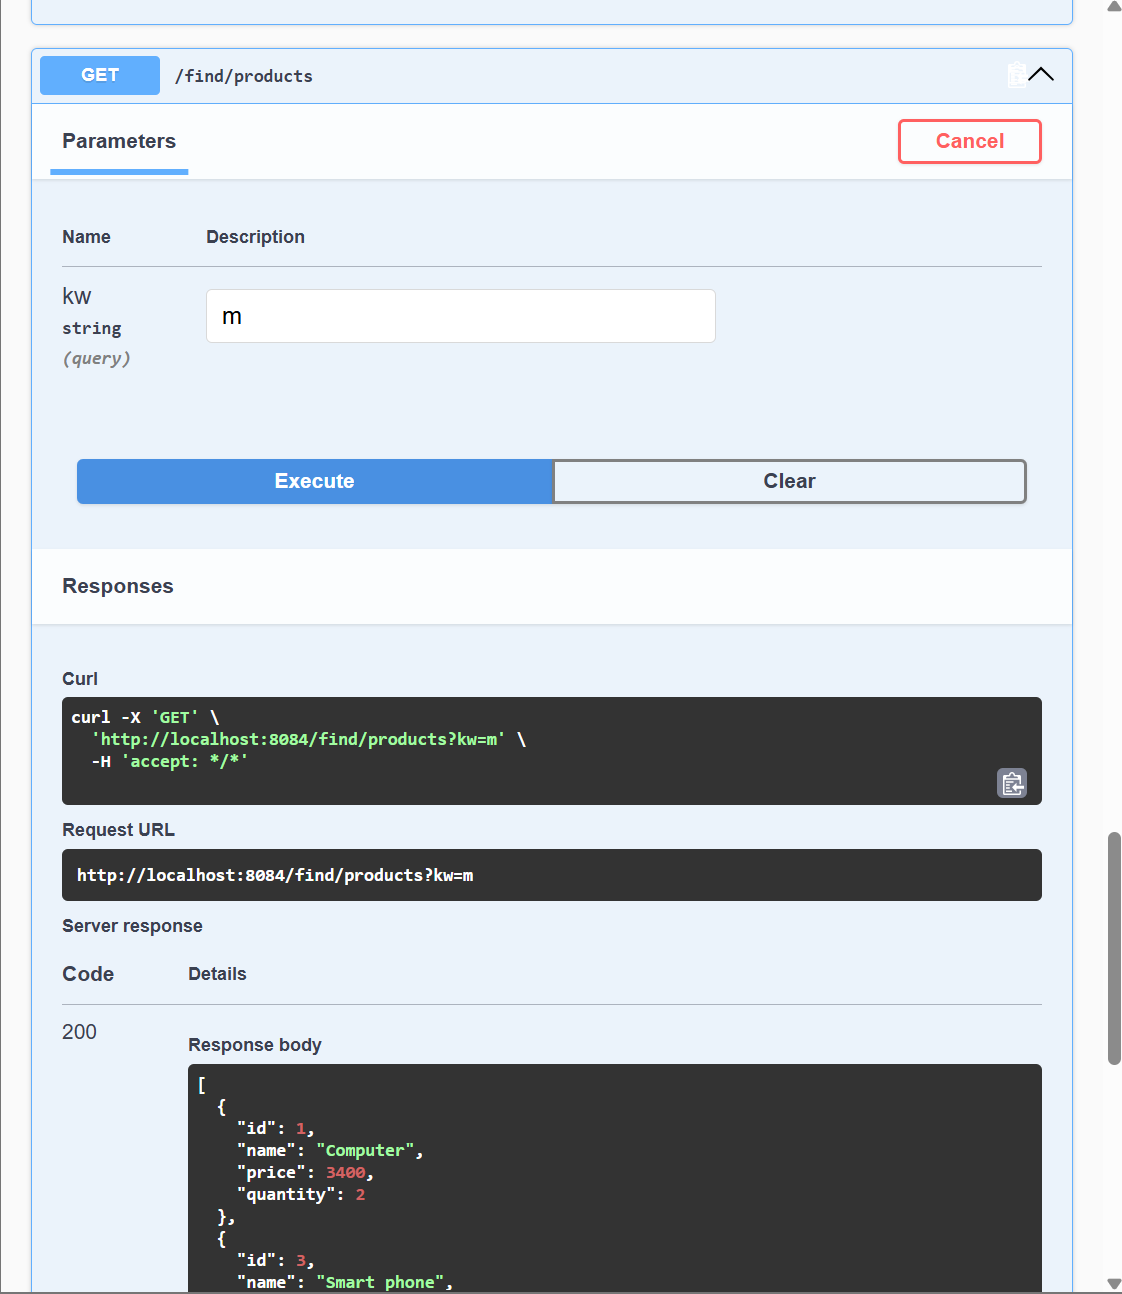 GET /find/products
Parameters
Cancel
Name Description
kw
string
(query)
m
Execute
Clear
Responses
Curl
curl -X 'GET' \
'http://localhost:8084/find/products?kw=m' \
-H 'accept: */*'
Request URL
http://localhost:8084/find/products?kw=m
Server response
Code Details
200
Response body
[
{
"id": 1,
"name": "Computer",
"price": 3400,
"quantity": 2
},
{
"id": 3,
"name": "Smart phone",